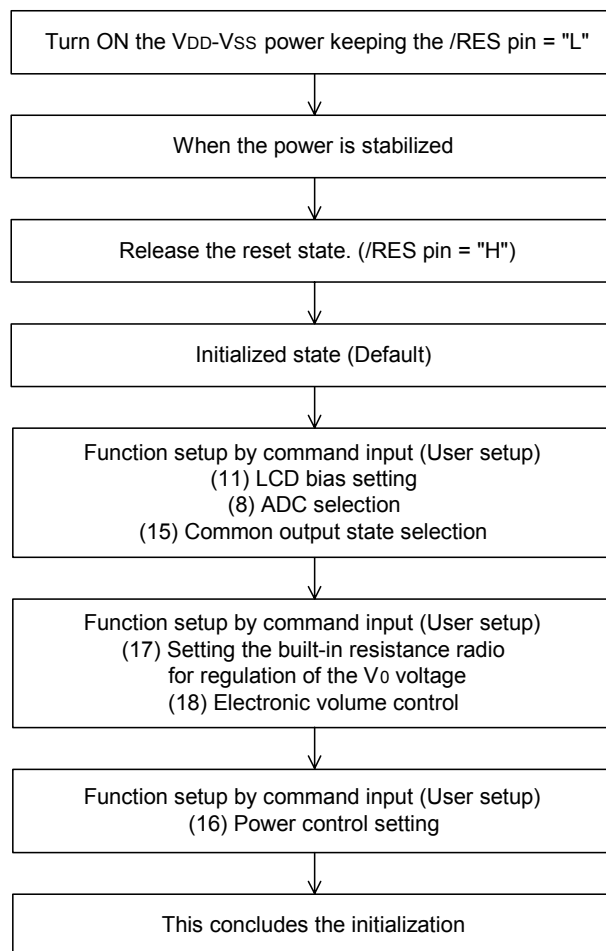 Turn ON the VDD-VSS power keeping the /RES pin = "L"
When the power is stabilized
Release the reset state. (/RES pin = "H")
Initialized state (Default)
Function setup by command input (User setup)
(11) LCD bias setting
(8) ADC selection
(15) Common output state selection
Function setup by command input (User setup)
(17) Setting the built-in resistance radio
for regulation of the V0 voltage
(18) Electronic volume control
Function setup by command input (User setup)
(16) Power control setting
This concludes the initialization